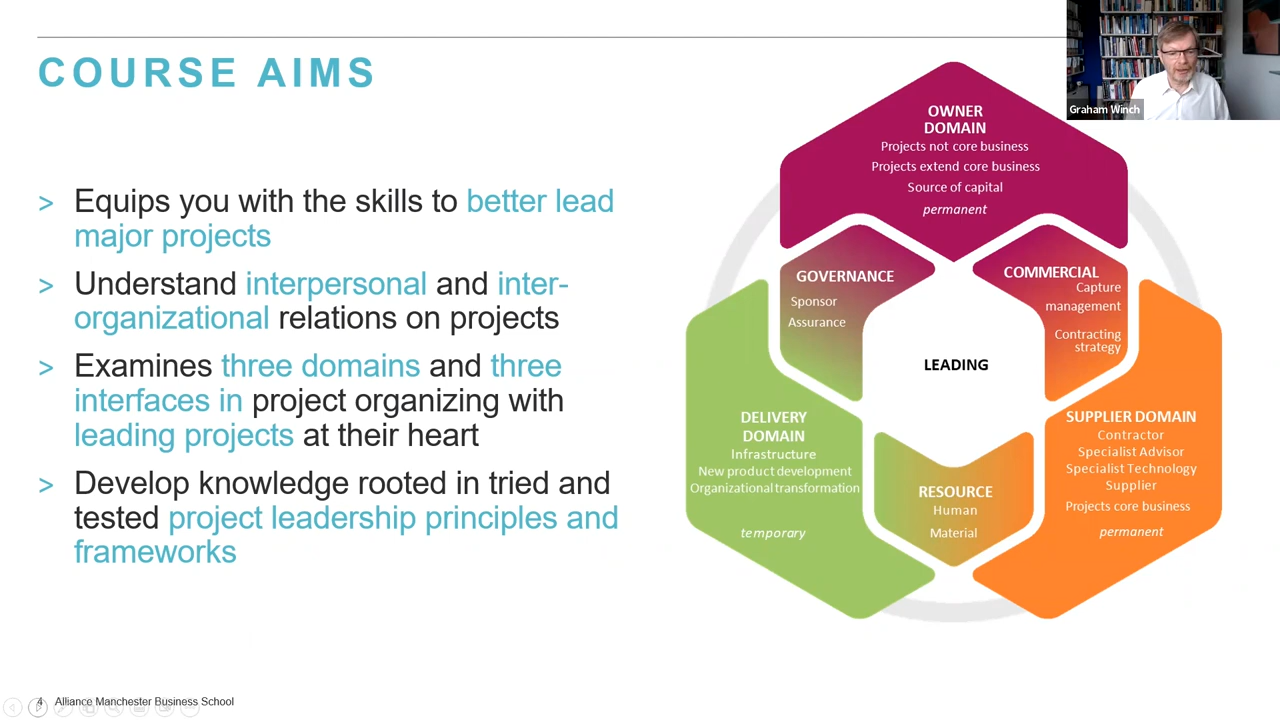 COURSE AIMS
> Equips you with the skills to better lead
major projects
> Understand interpersonal and inter-
organizational relations on projects
> Examines three domains and three
interfaces in project organizing with
leading projects at their heart
> Develop knowledge rooted in tried and
tested project leadership principles and
frameworks
Graham Winch
OWNER
DOMAIN
Projects not core business
Projects extend core business
Source of capital
permanent
GOVERNANCE
Sponsor
Assurance
COMMERCIAL
Capture
management
Contracting
strategy
LEADING
DELIVERY
DOMAIN
Infrastructure
New product development
Organizational transformation
temporary
RESOURCE
Human
Material
SUPPLIER DOMAIN
Contractor
Specialist Advisor
Specialist Technology
Supplier
Projects core business
permanent
4 Alliance Manchester Business School